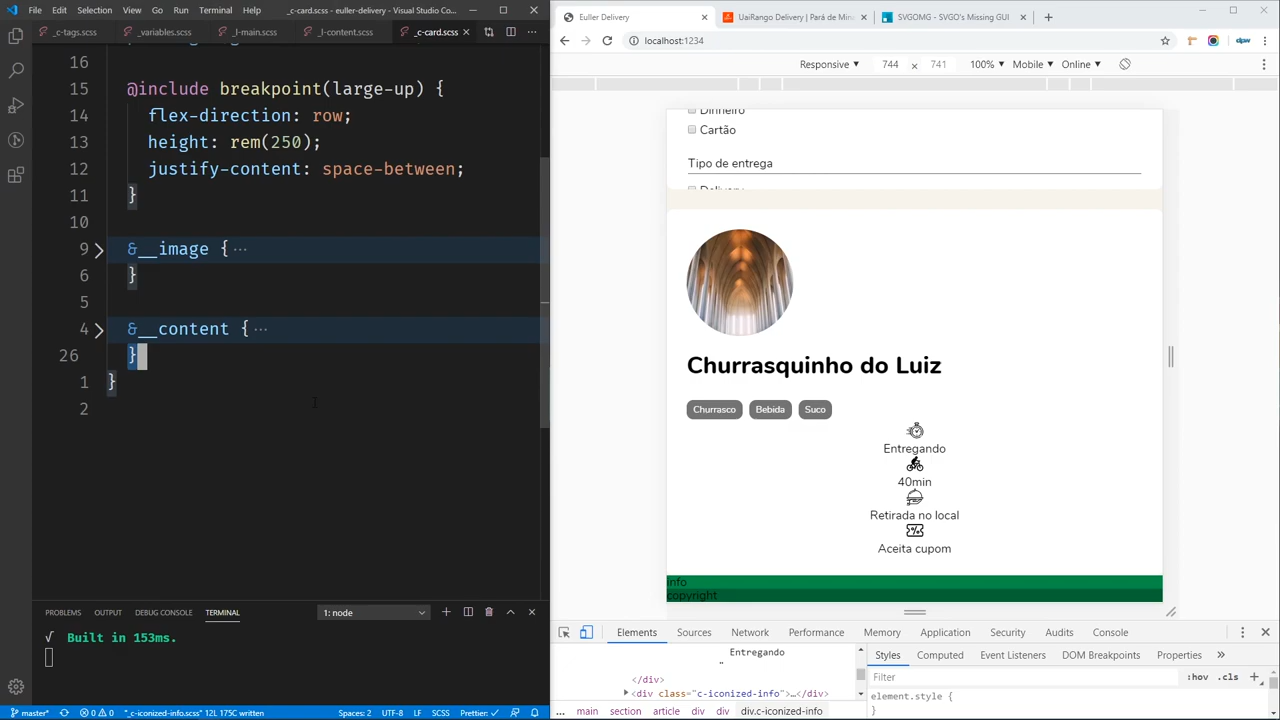 File Edit Selection View Go Run Terminal _c-card.scss - euller-delivery - Visual Studio Co...
_c-tags.scss _variables.scss _l-main.scss _l-content.scss _c-card.scss
16
15 @include breakpoint(large-up) {
14 flex-direction: row;
13 height: rem(250);
12 justify-content: space-between;
11 }
10
9 &__image { ...
6 }
5
4 &__content { ...
26 }
1 }
2
PROBLEMS OUTPUT DEBUG CONSOLE TERMINAL 1: node
√ Built in 153ms.
master* 0 0 "_c-iconized-info.scss" 12L 175C written Spaces: 2 UTF-8 LF SCSS Prettier: ✓
Euller Delivery UaiRango Delivery | Pará de Min SVGOMG - SVGO's Missing GUI
localhost:1234
Responsive 744 × 741 100% Mobile Online
Dinheiro
Cartão
Tipo de entrega
Delivery
Churrasquinho do Luiz
Churrasco Bebida Suco
Entregando
40min
Retirada no local
Aceita cupom
info
copyright
Elements Sources Network Performance Memory Application Security Audits Console
Entregando
"
</div>
<div class="c-iconized-info">…</div>
... main section article div div div.c-iconized-info
Styles Computed Event Listeners DOM Breakpoints Properties
Filter :hov .cls
element.style {
}